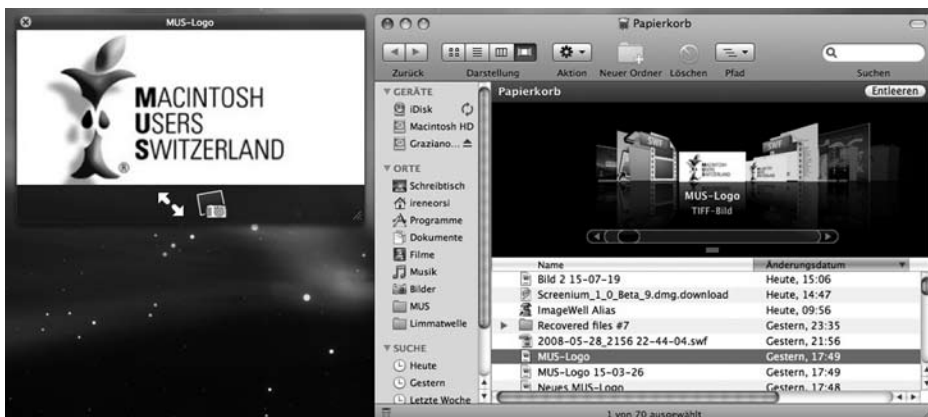 MUS-Logo
MACINTOSH
USERS
SWITZERLAND
®
Papierkorb
Zurück
Darstellung
Aktion
Neuer Ordner
Löschen
Pfad
Suchen
GERÄTE
iDisk
Macintosh HD
Graziano...
ORTE
Schreibtisch
ireneorsi
Programme
Dokumente
Filme
Musik
Bilder
MUS
Limmatwelle
SUCHE
Heute
Gestern
Letzte Woche
Papierkorb
Entleeren
SWF
MACINTOSH
USERS
SWITZERLAND
SWF
MUS-Logo
TIFF-Bild
Name Änderungsdatum
Bild 2 15-07-19 Heute, 15:06
Screenium_1_0_Beta_9.dmg.download Heute, 14:47
ImageWell Alias Heute, 09:56
Recovered files #7 Gestern, 23:35
2008-05-28_2156 22-44-04.swf Gestern, 21:56
MUS-Logo Gestern, 17:49
MUS-Logo 15-03-26 Gestern, 17:49
Neues MUS-Logo Gestern, 17:48
1 von 70 ausgewählt